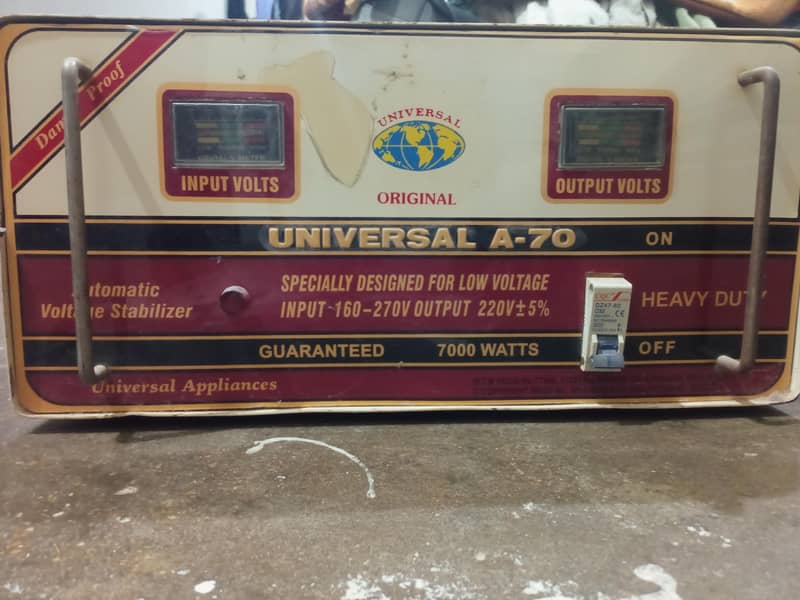 Proof
UNIVERSAL
ORIGINAL
INPUT VOLTS
OUTPUT VOLTS
UNIVERSAL A-70
ON
Automatic
Voltage Stabilizer
SPECIALLY DESIGNED FOR LOW VOLTAGE
INPUT-160-270V OUTPUT 220V±5%
HEAVY DUTY
GUARANTEED 7000 WATTS
OFF
Universal Appliances